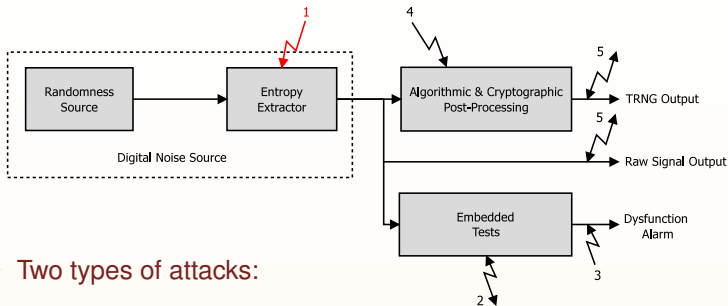 1
4
5
Randomness
Source
Entropy
Extractor
Algorithmic & Cryptographic
Post-Processing
TRNG Output
5
Digital Noise Source
Raw Signal Output
Embedded
Tests
Dysfunction
Alarm
Two types of attacks:
2
3